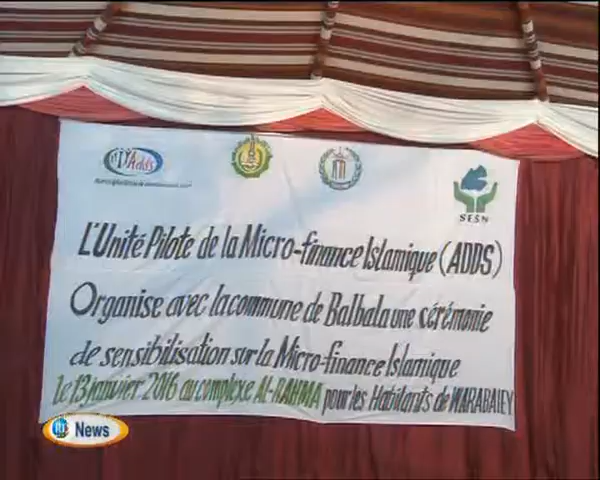 Adds
SESN
L'Unité Pilote de la Micro-finance Islamique (ADDS)
Organise avec la commune de Balbala une cérémonie
de sensibilisation sur la Micro-finance Islamique
Le 13 janvier 2016 au complexe AL-RAHMA pour les Habitants de WARABALEY
News